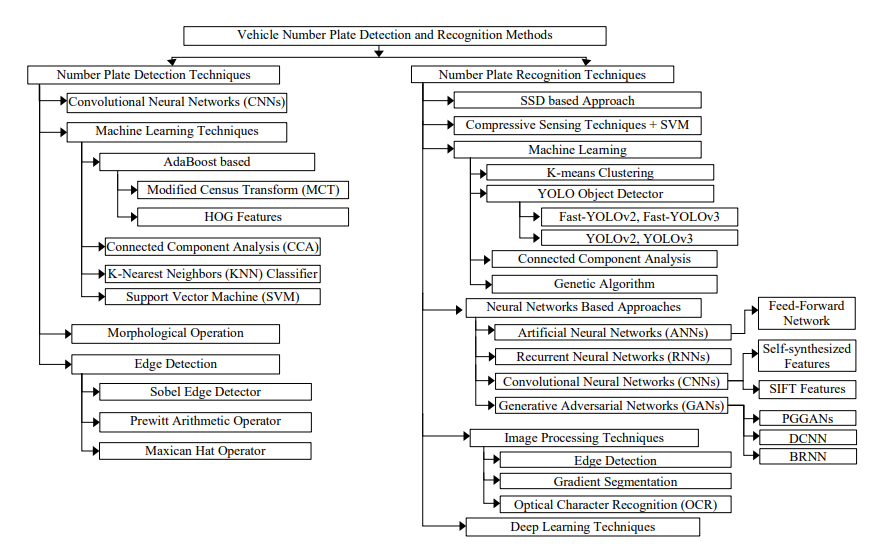 Vehicle Number Plate Detection and Recognition Methods
Number Plate Detection Techniques
Convolutional Neural Networks (CNNs)
Machine Learning Techniques
AdaBoost based
Modified Census Transform (MCT)
HOG Features
Connected Component Analysis (CCA)
K-Nearest Neighbors (KNN) Classifier
Support Vector Machine (SVM)
Morphological Operation
Edge Detection
Sobel Edge Detector
Prewitt Arithmetic Operator
Maxican Hat Operator
Number Plate Recognition Techniques
SSD based Approach
Compressive Sensing Techniques + SVM
Machine Learning
K-means Clustering
YOLO Object Detector
Fast-YOLOv2, Fast-YOLOv3
YOLOv2, YOLOv3
Connected Component Analysis
Genetic Algorithm
Neural Networks Based Approaches
Artificial Neural Networks (ANNs)
Feed-Forward
Network
Recurrent Neural Networks (RNNs)
Convolutional Neural Networks (CNNs)
Self-synthesized
Features
SIFT Features
Generative Adversarial Networks (GANs)
PGGANs
DCNN
BRNN
Image Processing Techniques
Edge Detection
Gradient Segmentation
Optical Character Recognition (OCR)
Deep Learning Techniques